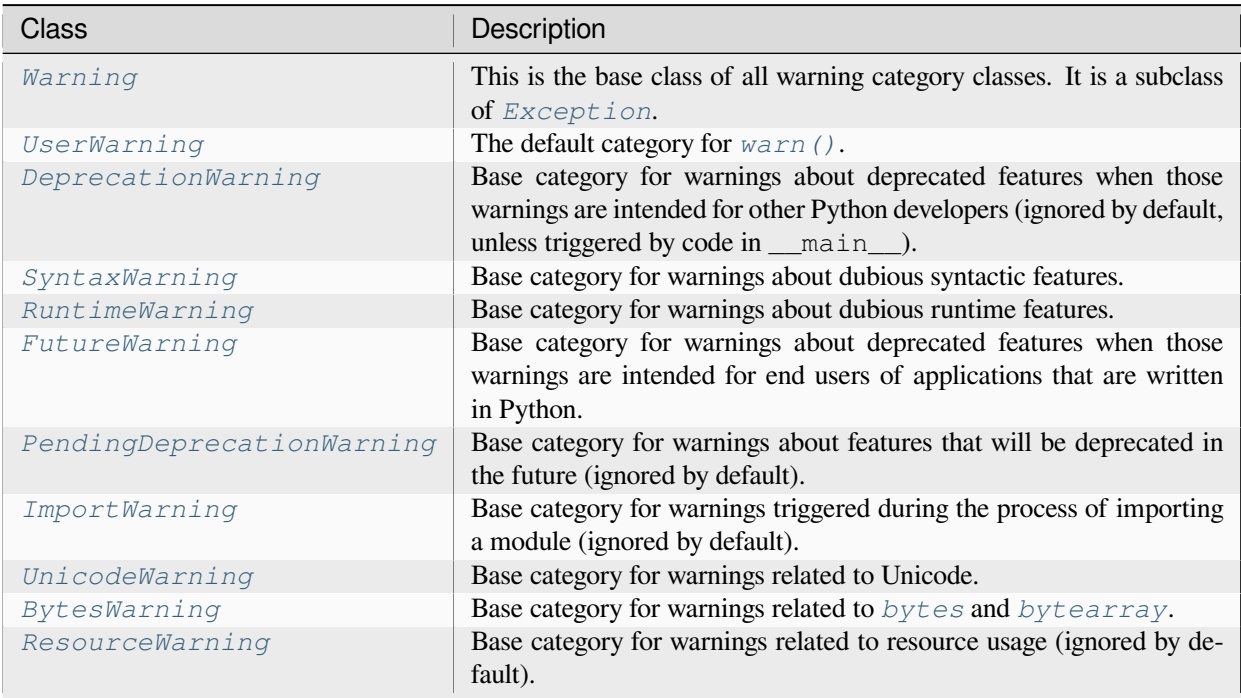 Class Description
Warning This is the base class of all warning category classes. It is a subclass
of Exception.
UserWarning The default category for warn().
DeprecationWarning Base category for warnings about deprecated features when those
warnings are intended for other Python developers (ignored by default,
unless triggered by code in __main__).
SyntaxWarning Base category for warnings about dubious syntactic features.
RuntimeWarning Base category for warnings about dubious runtime features.
FutureWarning Base category for warnings about deprecated features when those
warnings are intended for end users of applications that are written
in Python.
PendingDeprecationWarning Base category for warnings about features that will be deprecated in
the future (ignored by default).
ImportWarning Base category for warnings triggered during the process of importing
a module (ignored by default).
UnicodeWarning Base category for warnings related to Unicode.
BytesWarning Base category for warnings related to bytes and bytearray.
ResourceWarning Base category for warnings related to resource usage (ignored by de-
fault).